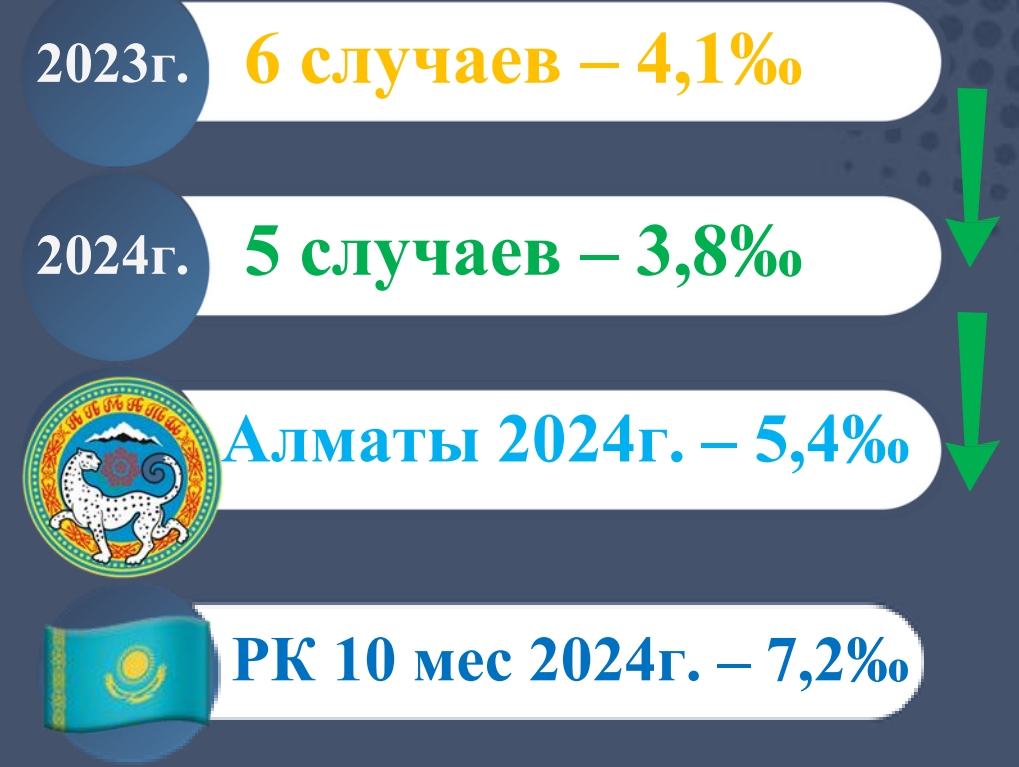 2023г.
6 случаев – 4,1‰
2024г.
5 случаев – 3,8‰
Алматы 2024г. – 5,4‰
РК 10 мес 2024г. – 7,2‰